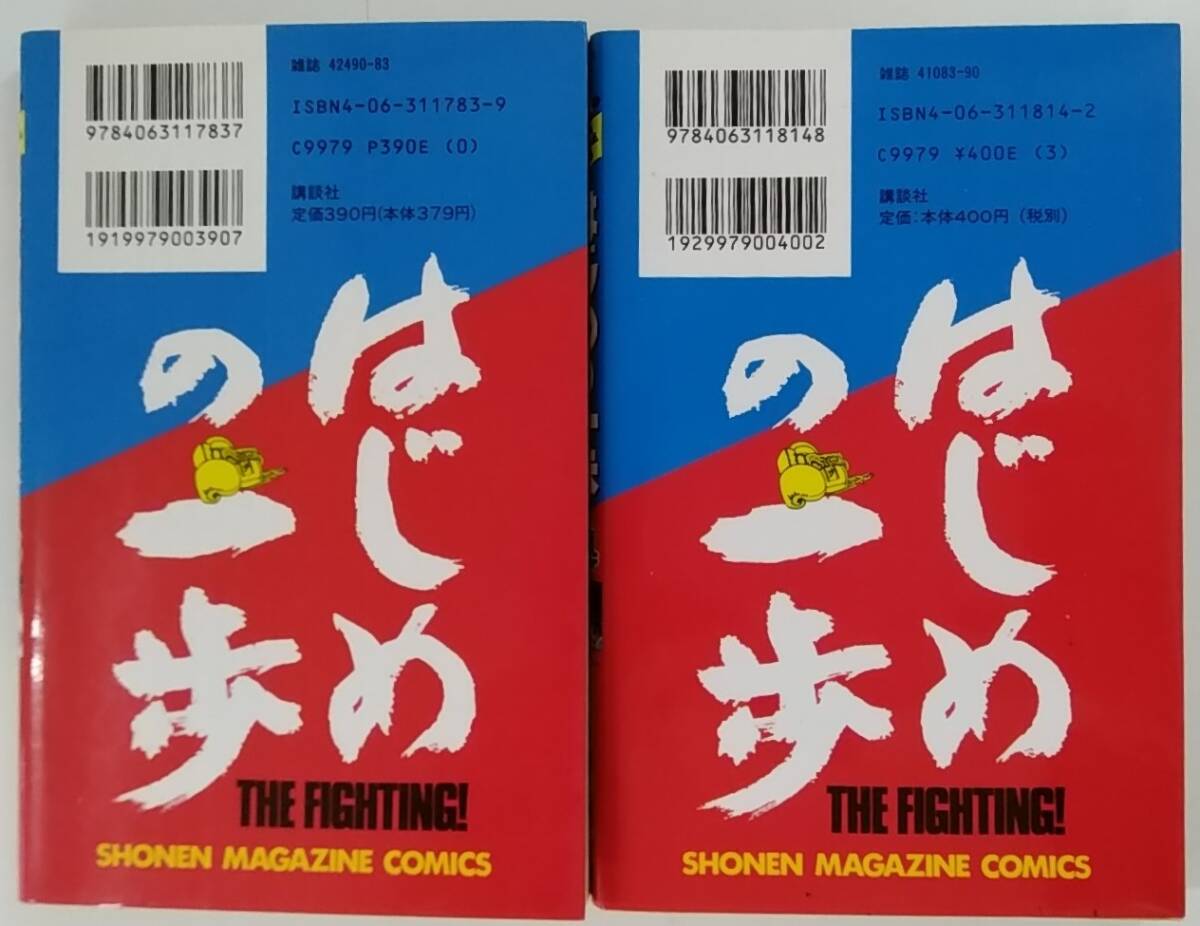 9784063117837
1919979003907
雑誌 42490-83
ISBN4-06-311783-9
C9979 P390E (0)
講談社
定価390円(本体379円)
はじめ
の一歩
THE FIGHTING!
SHONEN MAGAZINE COMICS
9784063118148
1929979004002
雑誌 41083-90
ISBN4-06-311814-2
C9979 ¥400E (3)
講談社
定価:本体400円(税別)
はじめ
の一歩
THE FIGHTING!
SHONEN MAGAZINE COMICS